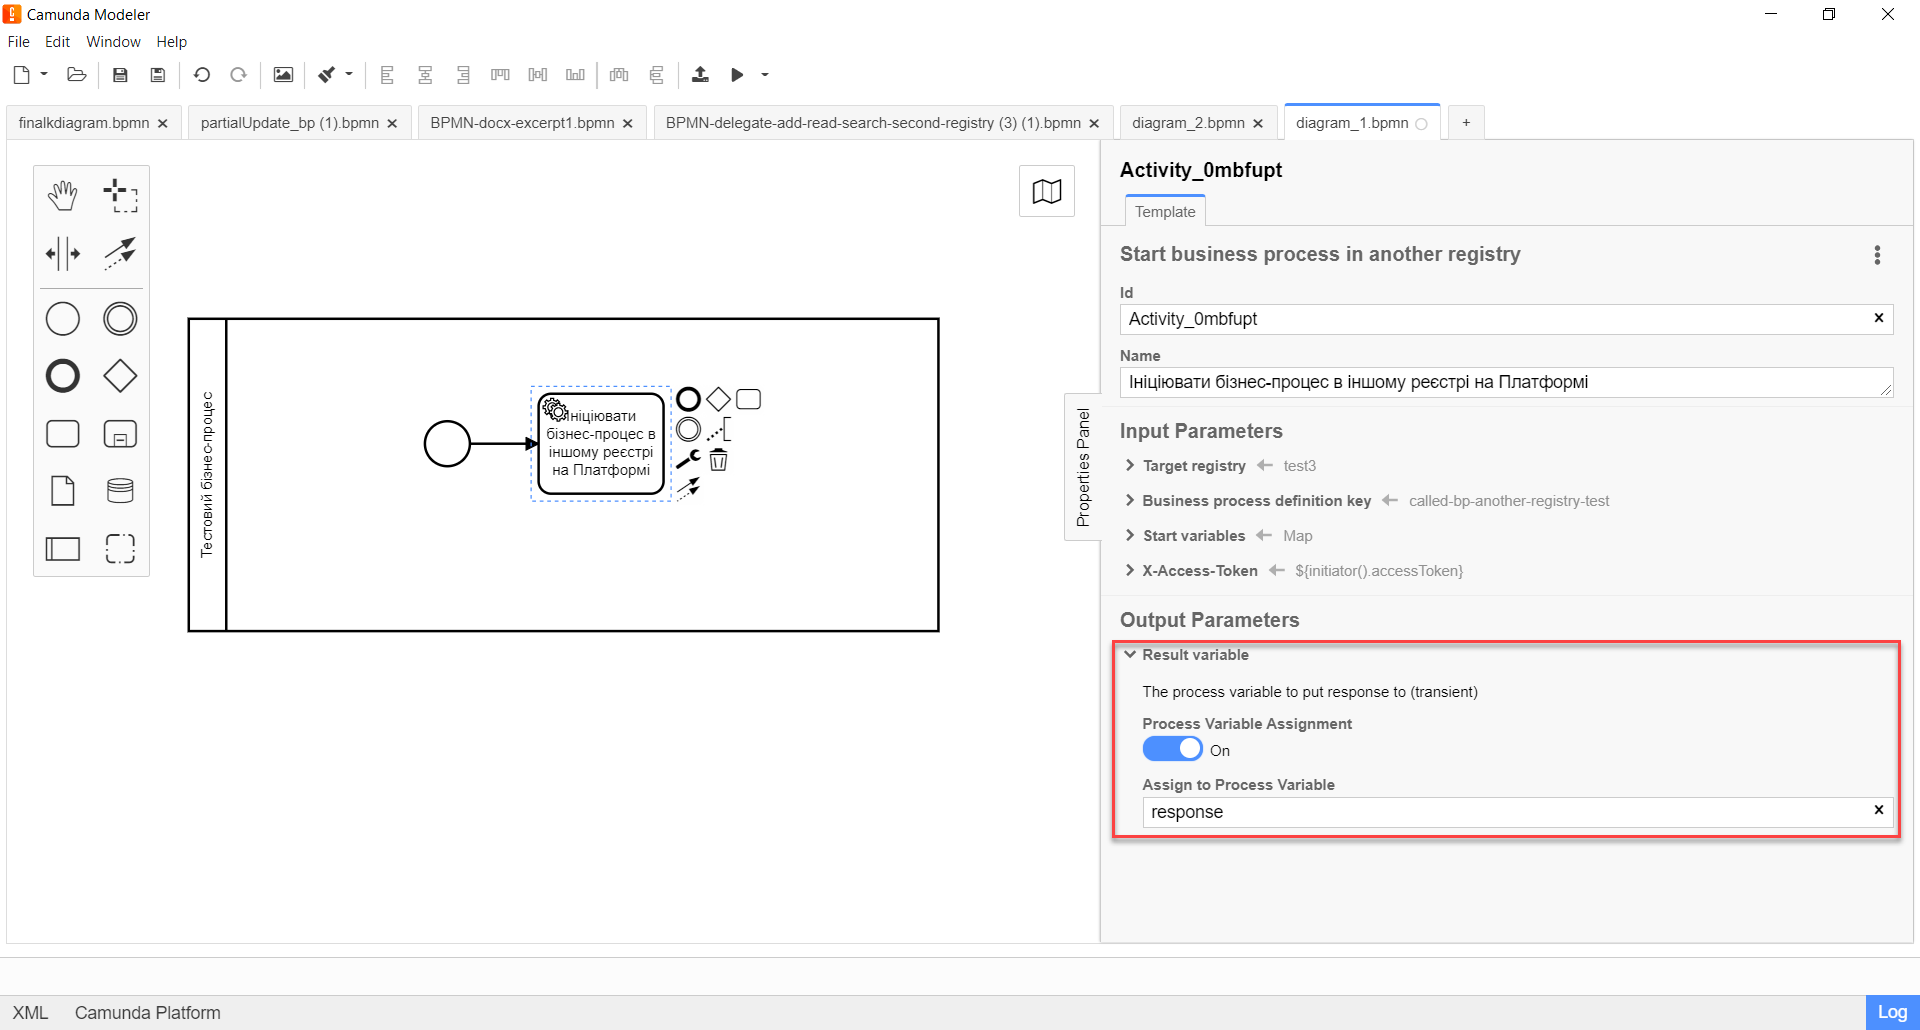 Camunda Modeler
File Edit Window Help
finalkdiagram.bpmn
partialUpdate_bp (1).bpmn
BPMN-docx-excerpt1.bpmn
BPMN-delegate-add-read-search-second-registry (3) (1).bpmn
diagram_2.bpmn
diagram_1.bpmn
+
Тестовий бізнес-процес
Ініціювати
бізнес-процес в
іншому реєстрі
на Платформі
Properties Panel
Activity_0mbfupt
Template
Start business process in another registry
Id
Activity_0mbfupt
Name
Ініціювати бізнес-процес в іншому реєстрі на Платформі
Input Parameters
Target registry test3
Business process definition key called-bp-another-registry-test
Start variables Map
X-Access-Token ${initiator().accessToken}
Output Parameters
Result variable
The process variable to put response to (transient)
Process Variable Assignment
On
Assign to Process Variable
response
XML Camunda Platform Log